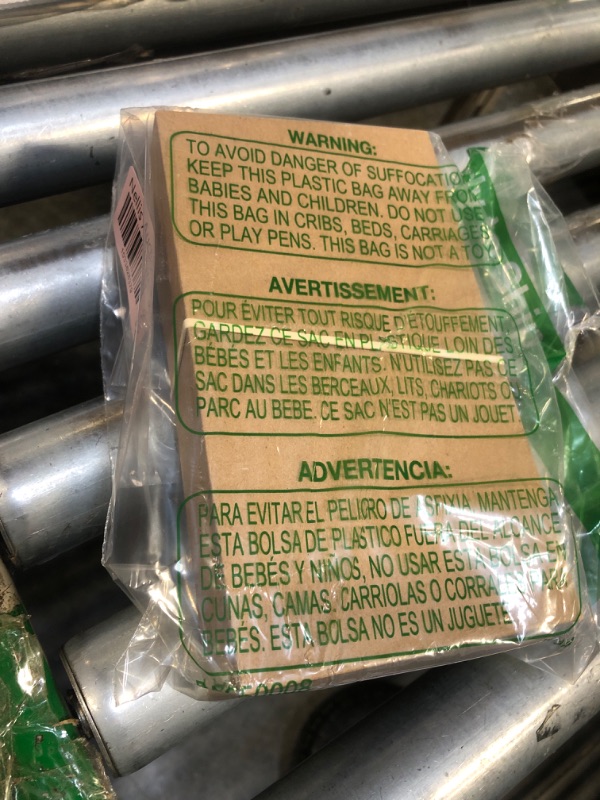 WARNING:
TO AVOID DANGER OF SUFFOCATION
KEEP THIS PLASTIC BAG AWAY FROM
BABIES AND CHILDREN. DO NOT USE
THIS BAG IN CRIBS, BEDS, CARRIAGES
OR PLAY PENS. THIS BAG IS NOT A TOY
AVERTISSEMENT:
POUR ÉVITER TOUT RISQUE D'ETOUFFEMENT,
GARDEZ CE SAC EN PLASTIQUE LOIN DES
BÉBÉS ET LES ENFANTS. N'UTILISEZ PAS CE
SAC DANS LES BERCEAUX, LITS, CHARIOTS OU
PARC AU BEBE. CE SAC N'EST PAS UN JOUET
ADVERTENCIA:
PARA EVITAR EL PELIGRO DE ASFIXIA, MANTENGA
ESTA BOLSA DE PLASTICO FUERA DEL ALCANCE
DE BEBÉS Y NIÑOS, NO USAR ESTA BOLSA EN
CUNAS, CAMAS, CARRIOLAS O
BEBÉS. ESTA BOLSA NO ES UN JUGUETE